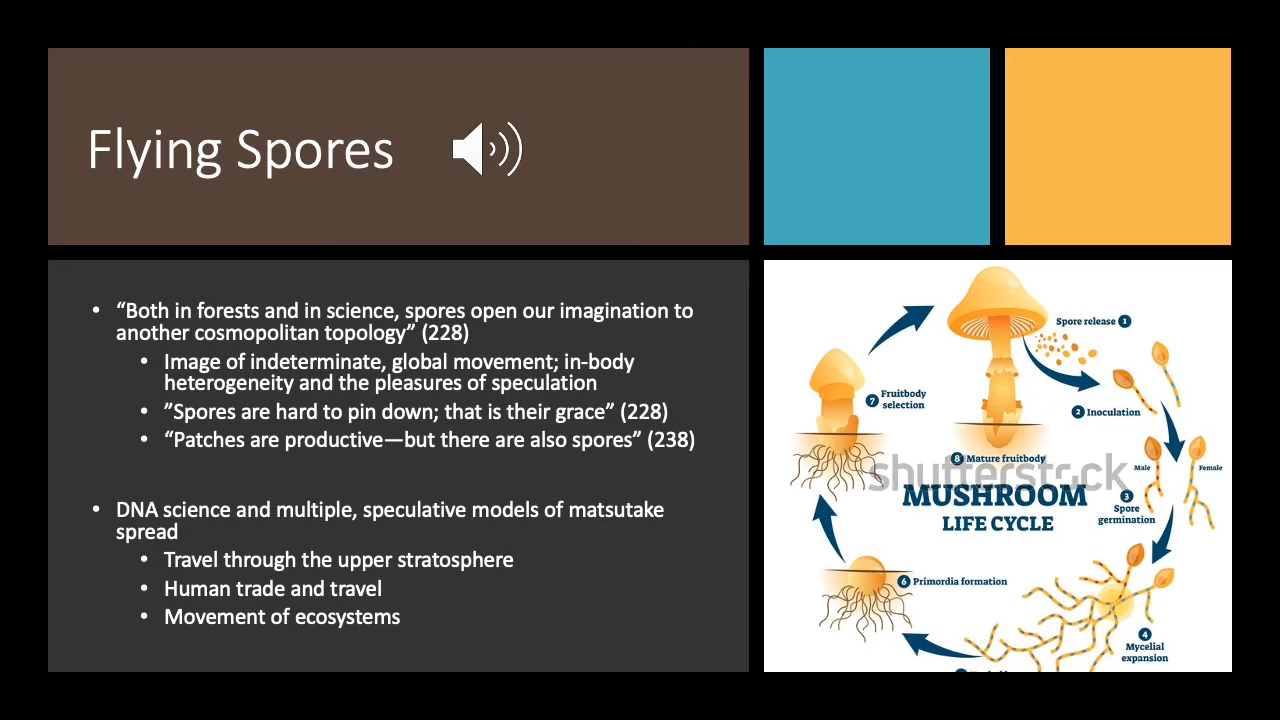 Flying Spores
• “Both in forests and in science, spores open our imagination to
another cosmopolitan topology” (228)
• Image of indeterminate, global movement; in-body
heterogeneity and the pleasures of speculation
• ”Spores are hard to pin down; that is their grace” (228)
• “Patches are productive—but there are also spores” (238)
• DNA science and multiple, speculative models of matsutake
spread
• Travel through the upper stratosphere
• Human trade and travel
• Movement of ecosystems
Spore release 1
2 Inoculation
Male
Female
3
Spore
germination
4
Mycelial
expansion
6 Primordia formation
7 Fruitbody
selection
8 Mature fruitbody
shutterstock
MUSHROOM
LIFE CYCLE